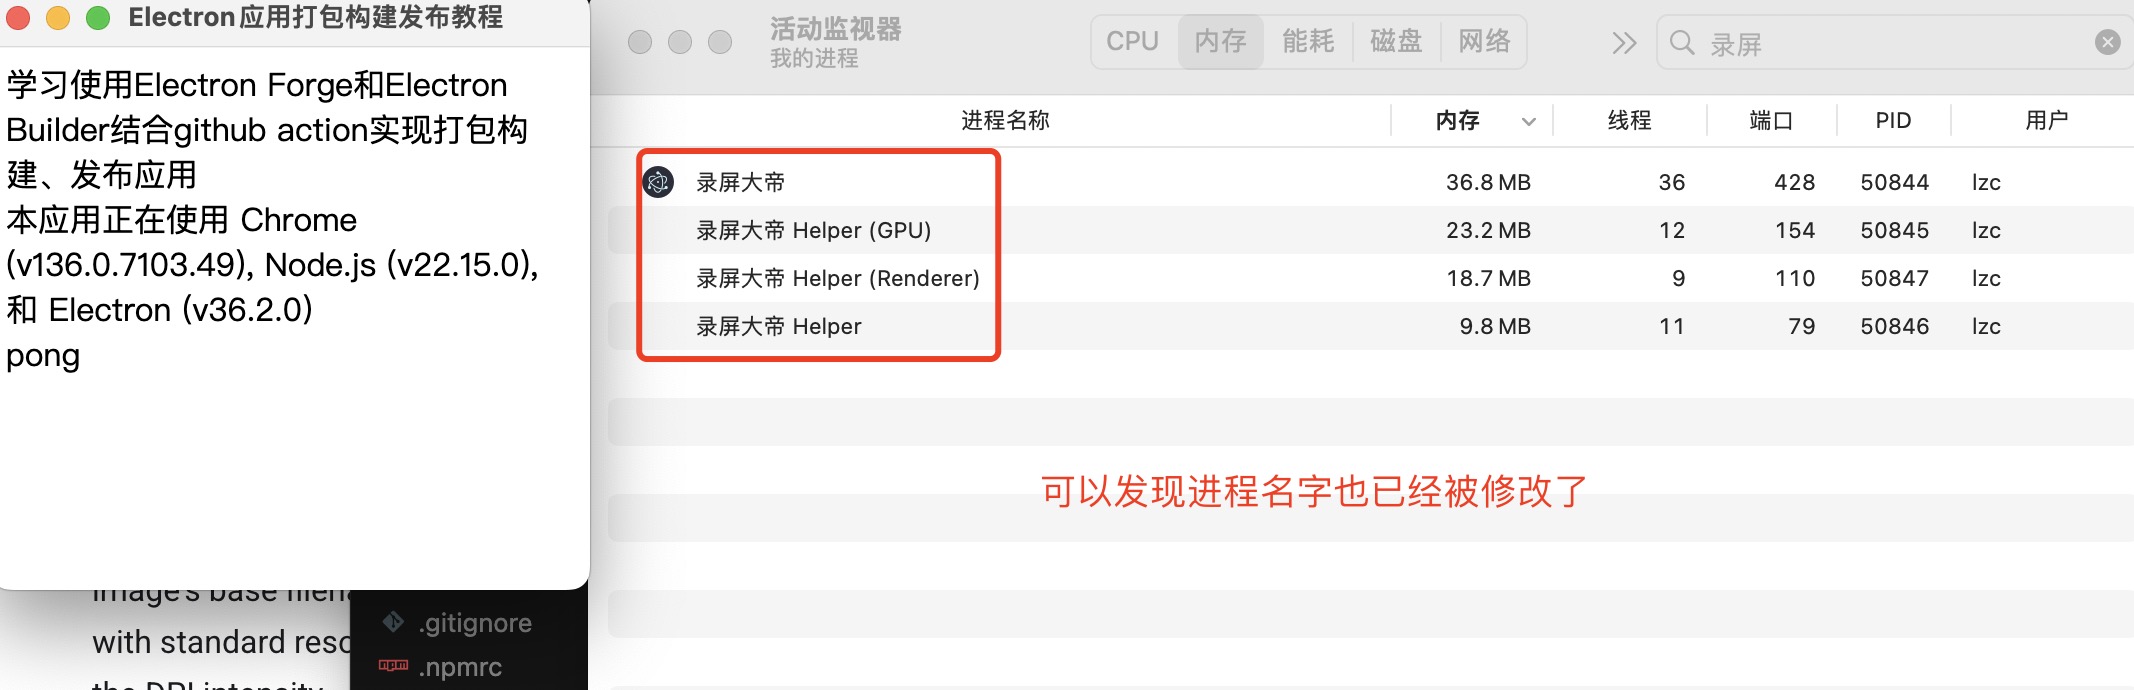 Electron应用打包构建发布教程
学习使用Electron Forge和Electron
Builder结合github action实现打包构
建、发布应用
本应用正在使用 Chrome
(v136.0.7103.49), Node.js (v22.15.0),
和 Electron (v36.2.0)
pong
image's base filena
with standard reso
the DPI intensity
.gitignore
.npmrc
活动监视器
我的进程
CPU 内存 能耗 磁盘 网络
录屏
进程名称 内存 线程 端口 PID 用户
录屏大帝 36.8 MB 36 428 50844 lzc
录屏大帝 Helper (GPU) 23.2 MB 12 154 50845 lzc
录屏大帝 Helper (Renderer) 18.7 MB 9 110 50847 lzc
录屏大帝 Helper 9.8 MB 11 79 50846 lzc
可以发现进程名字也已经被修改了